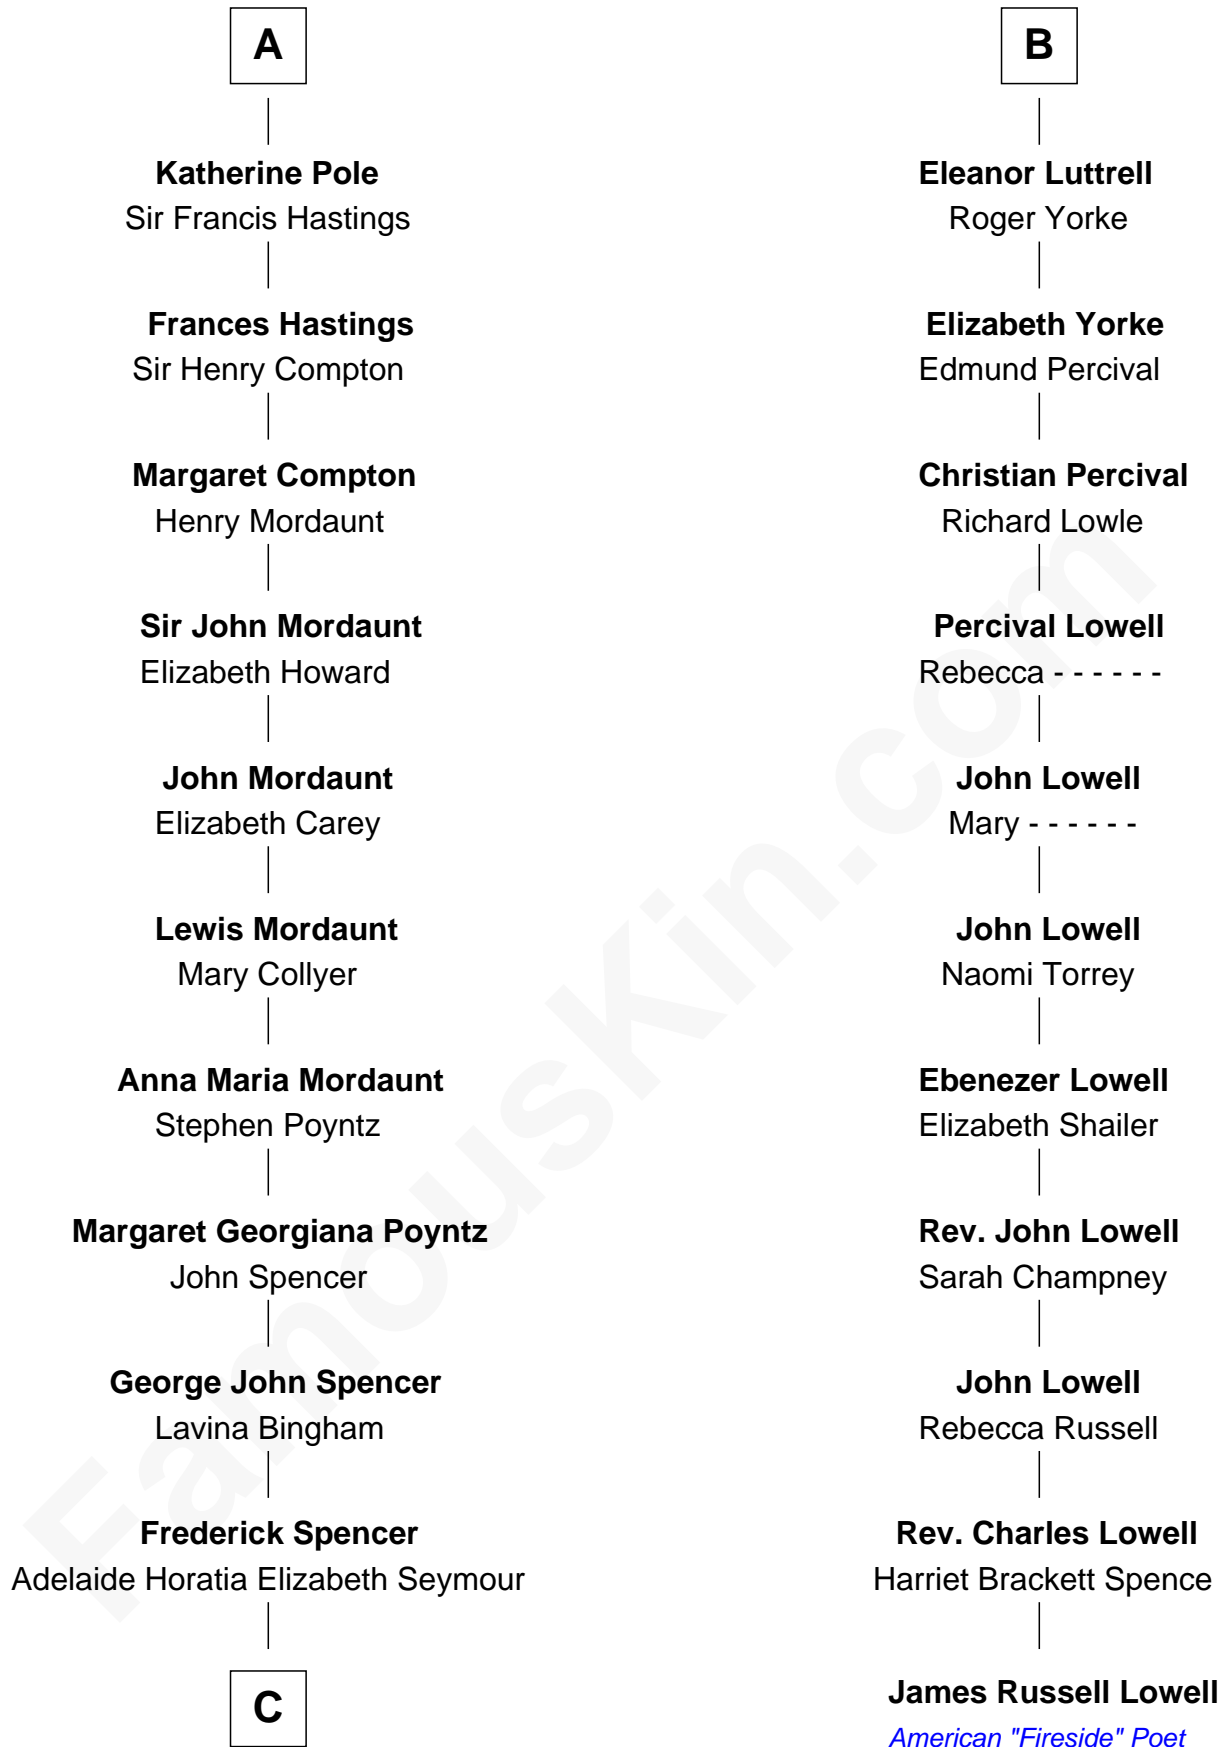 A
Katherine Pole
Sir Francis Hastings
Frances Hastings
Sir Henry Compton
Margaret Compton
Henry Mordaunt
Sir John Mordaunt
Elizabeth Howard
John Mordaunt
Elizabeth Carey
Lewis Mordaunt
Mary Collyer
Anna Maria Mordaunt
Stephen Poyntz
Margaret Georgiana Poyntz
John Spencer
George John Spencer
Lavina Bingham
Frederick Spencer
Adelaide Horatia Elizabeth Seymour
C
B
Eleanor Luttrell
Roger Yorke
Elizabeth Yorke
Edmund Percival
Christian Percival
Richard Lowle
Percival Lowell
Rebecca - - - - - -
John Lowell
Mary - - - - - -
John Lowell
Naomi Torrey
Ebenezer Lowell
Elizabeth Shailer
Rev. John Lowell
Sarah Champney
John Lowell
Rebecca Russell
Rev. Charles Lowell
Harriet Brackett Spence
James Russell Lowell
American "Fireside" Poet
FamousKin.com